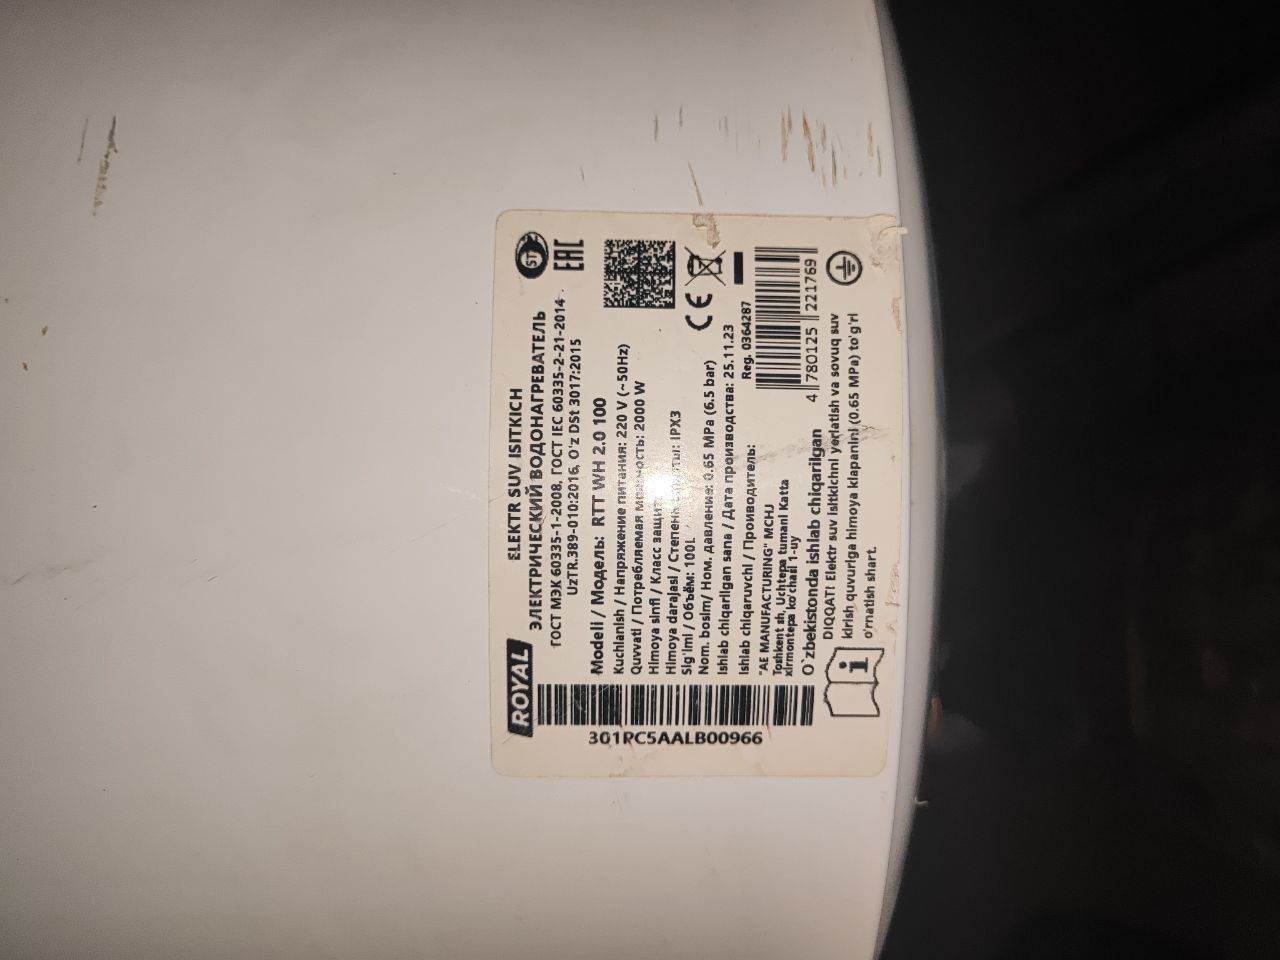 ROYAL
ELEKTR SUV ISITKICH
ЭЛЕКТРИЧЕСКИЙ ВОДОНАГРЕВАТЕЛЬ
ГОСТ МЭК 60335-1-2008, ГОСТ IEC 60335-2-21-2014
UzTR.389-010:2016, O'z DSt 3017:2015
ST
EAC
Modeli / Модель: RTT WH 2.0 100
Kuchlanish / Напряжение питания: 220 V (~50Hz)
Quvvati / Потребляемая мощность: 2000 W
Himoya sinfi / Класс
Himoya darajasi / Степень IPX3
Sig'imi / Объём: 100L
Nom. bosim/ Ном. давление: 0.65 MPa (6.5 bar)
Ishlab chiqarilgan sana / Дата производства: 25.11.23
Ishlab chiqaruvchi / Проиводитель:
"AE MANUFACTURING" MCHJ
Toshkent sh, Uchtepa tumani Katta
xirmontepa ko'chasi 1-uy
O`zbekistonda ishlab chiqarilgan
CE
Reg. 0364287
4 780125 221769
DIQQAT! Elektr suv isitkichni yerlatish va sovuq suv
kirish quvuriga himoya klapanini (0.65 MPa) to'g'ri
o'rnatish shart.
301PC5AALB00966